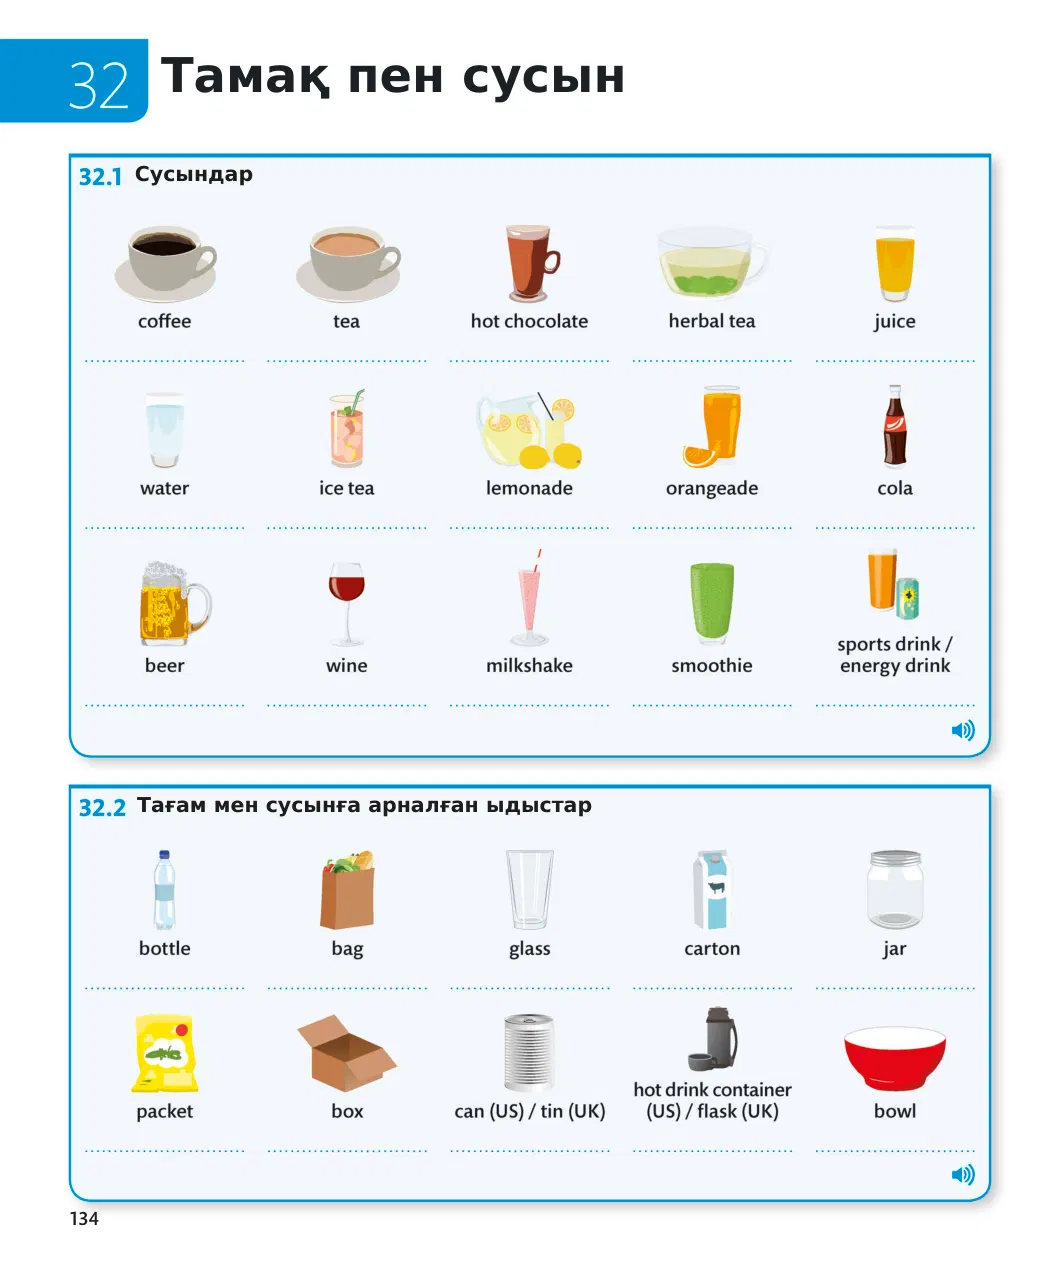 32 Тамақ пен сусын
32.1 Сусындар
coffee
tea
hot chocolate
herbal tea
juice
water
ice tea
lemonade
orangeade
cola
beer
wine
milkshake
smoothie
sports drink /
energy drink
32.2 Тағам мен сусынға арналған ыдыстар
bottle
bag
glass
carton
jar
packet
box
can (US) / tin (UK)
hot drink container
(US) / flask (UK)
bowl
134